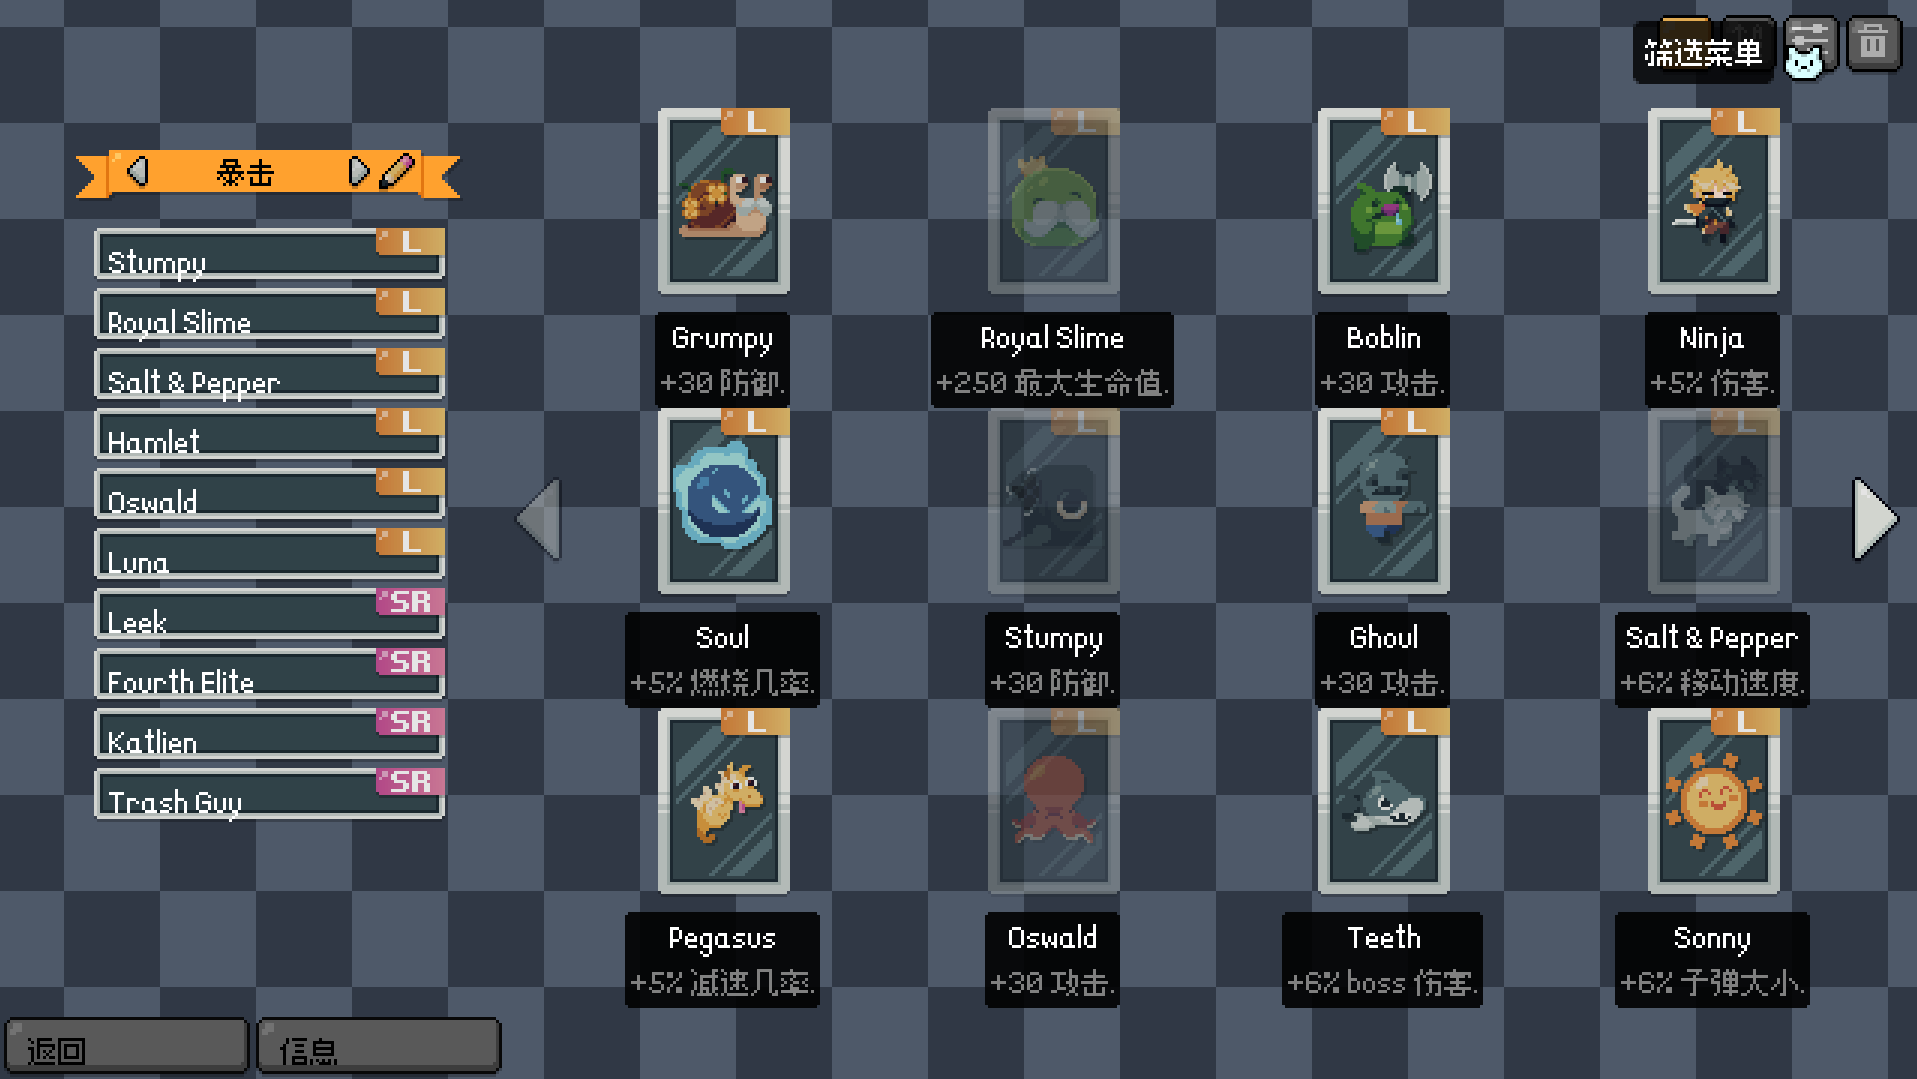 筛选菜单
暴击
Stumpy L
Royal Slime L
Salt & Pepper L
Hamlet L
Oswald L
Luna L
Leek SR
Fourth Elite SR
Katlien SR
Trash Guy SR
L
L
L
L
Grumpy
+30 防御.
Royal Slime
+250 最大生命值.
Boblin
+30 攻击.
Ninja
+5% 伤害.
L
L
L
L
Soul
+5% 燃烧几率.
Stumpy
+30 防御.
Ghoul
+30 攻击.
Salt & Pepper
+6% 移动速度.
L
L
L
L
Pegasus
+5% 减速几率.
Oswald
+30 攻击.
Teeth
+6% boss 伤害.
Sonny
+6% 子弹大小.
返回
信息